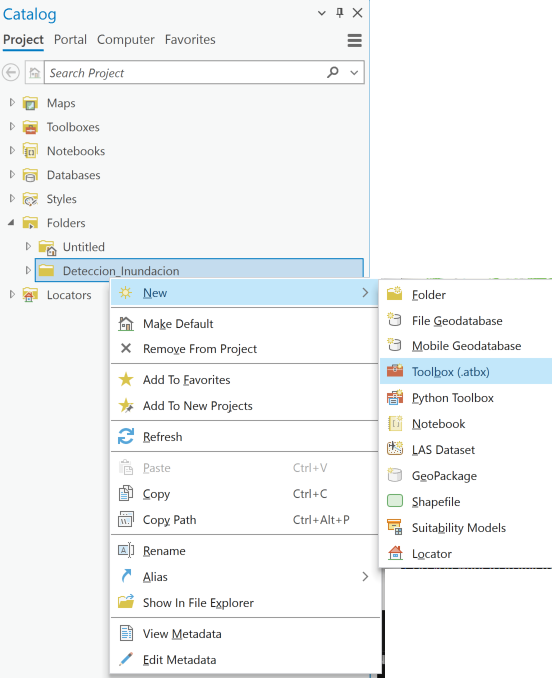 Catalog
Project Portal Computer Favorites
Search Project
Maps
Toolboxes
Notebooks
Databases
Styles
Folders
Untitled
Deteccion_Inundacion
Locators
New
Make Default
Remove From Project
Add To Favorites
Add To New Projects
Refresh
Paste Ctrl+V
Copy Ctrl+C
Copy Path Ctrl+Alt+P
Rename
Alias
Show In File Explorer
View Metadata
Edit Metadata
Folder
File Geodatabase
Mobile Geodatabase
Toolbox (.atbx)
Python Toolbox
Notebook
LAS Dataset
GeoPackage
Shapefile
Suitability Models
Locator